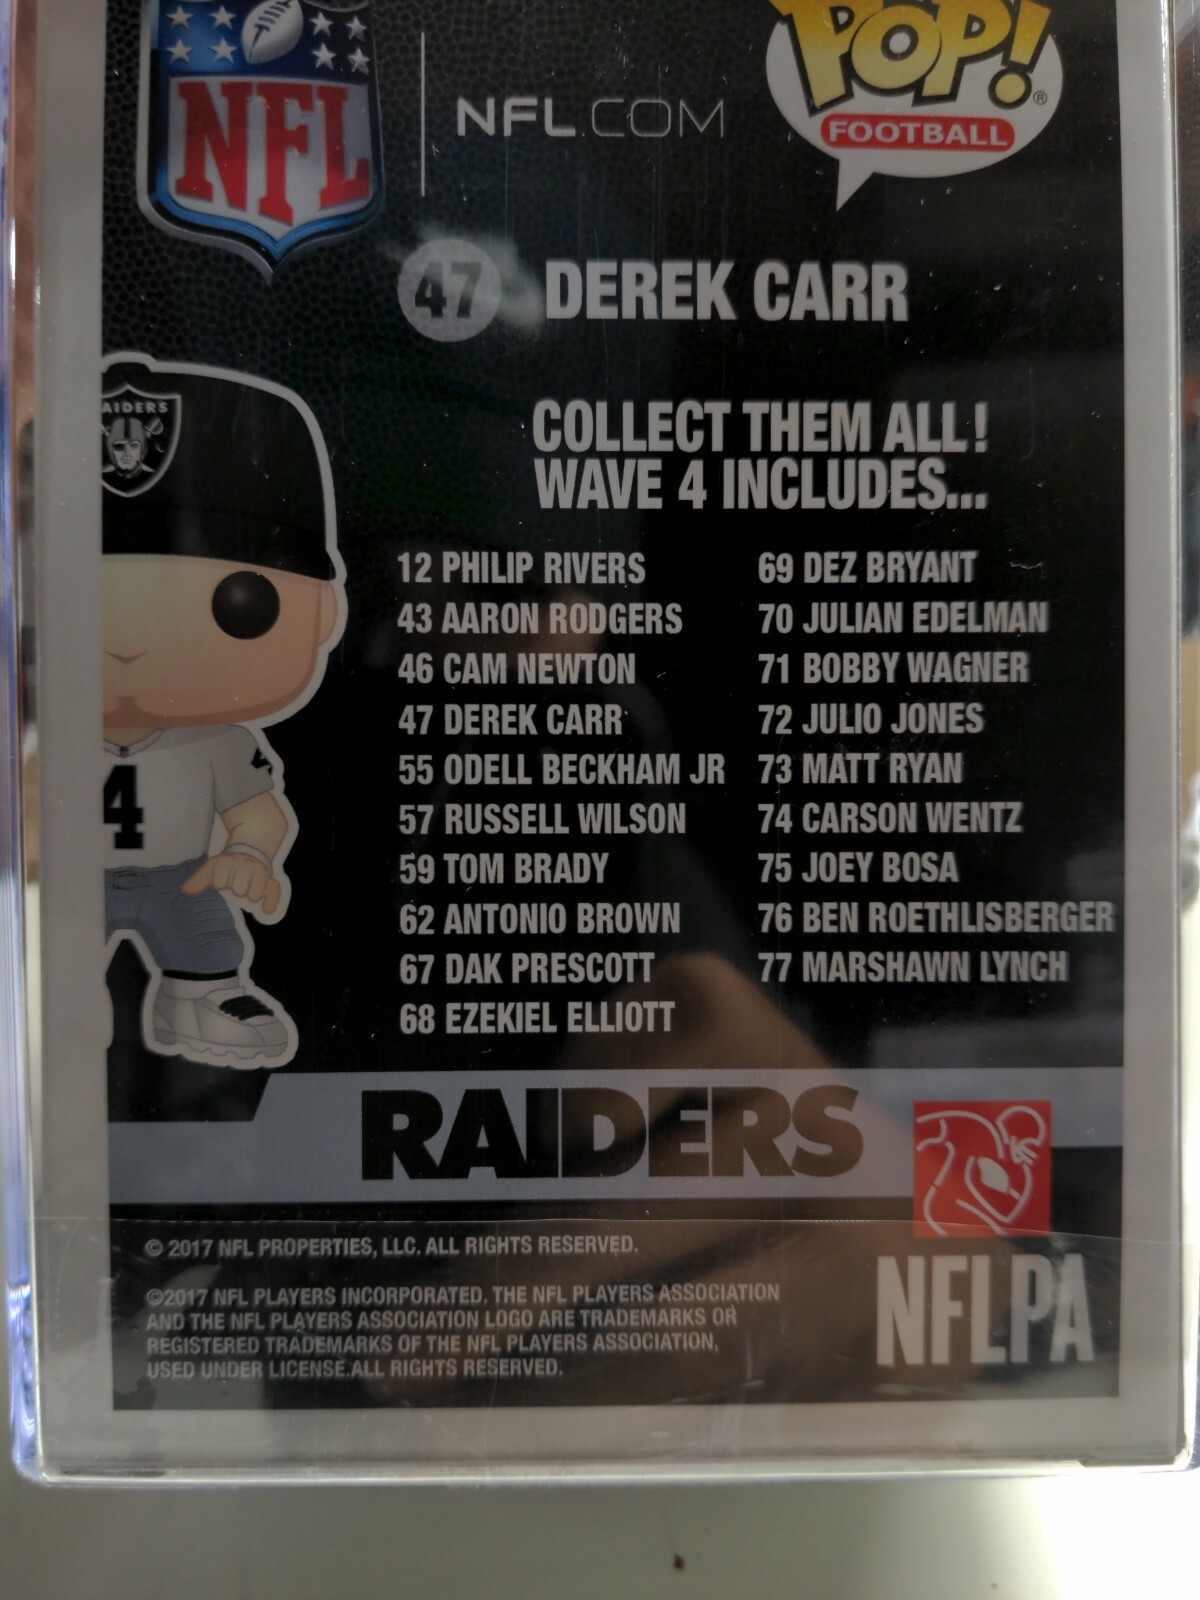 NFL
NFL.COM
POP!®
FOOTBALL
47 DEREK CARR
RAIDERS
4
COLLECT THEM ALL!
WAVE 4 INCLUDES...
12 PHILIP RIVERS
43 AARON RODGERS
46 CAM NEWTON
47 DEREK CARR
55 ODELL BECKHAM JR
57 RUSSELL WILSON
59 TOM BRADY
62 ANTONIO BROWN
67 DAK PRESCOTT
68 EZEKIEL ELLIOTT
69 DEZ BRYANT
70 JULIAN EDELMAN
71 BOBBY WAGNER
72 JULIO JONES
73 MATT RYAN
74 CARSON WENTZ
75 JOEY BOSA
76 BEN ROETHLISBERGER
77 MARSHAWN LYNCH
RAIDERS
© 2017 NFL PROPERTIES, LLC. ALL RIGHTS RESERVED.
©2017 NFL PLAYERS INCORPORATED. THE NFL PLAYERS ASSOCIATION
AND THE NFL PLAYERS ASSOCIATION LOGO ARE TRADEMARKS OR
REGISTERED TRADEMARKS OF THE NFL PLAYERS ASSOCIATION,
USED UNDER LICENSE.ALL RIGHTS RESERVED.
NFLPA